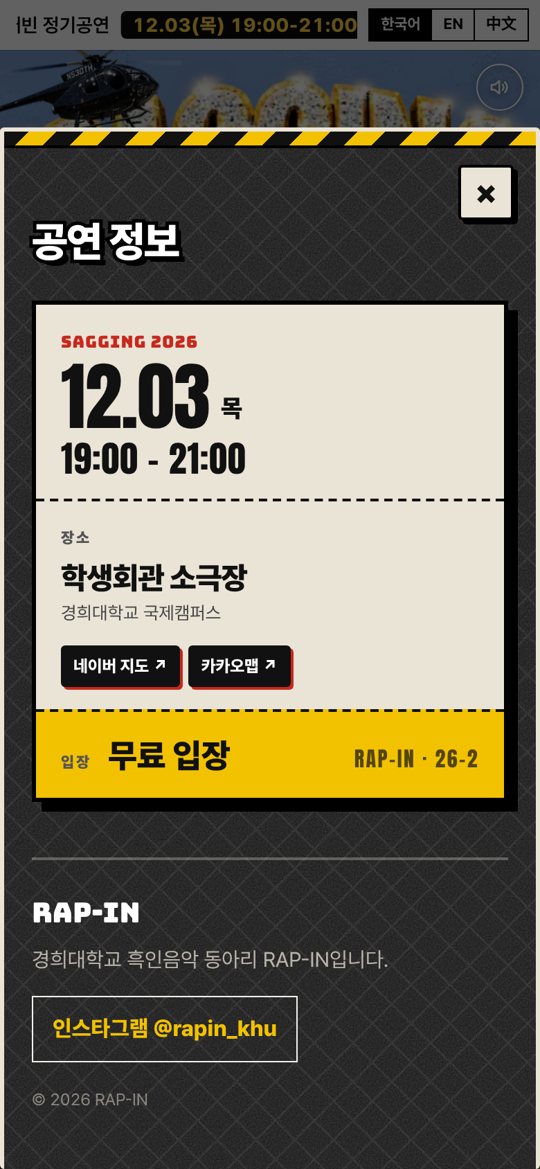 빈 정기공연 12.03(목) 19:00-21:00 한국어 EN 中文
N530TH
공연 정보
SAGGING 2026
12.03 목
19:00 - 21:00
장소
학생회관 소극장
경희대학교 국제캠퍼스
네이버 지도 ↗ 카카오맵 ↗
입장 무료 입장 RAP-IN · 26-2
RAP-IN
경희대학교 흑인음악 동아리 RAP-IN입니다.
인스타그램 @rapin_khu
© 2026 RAP-IN